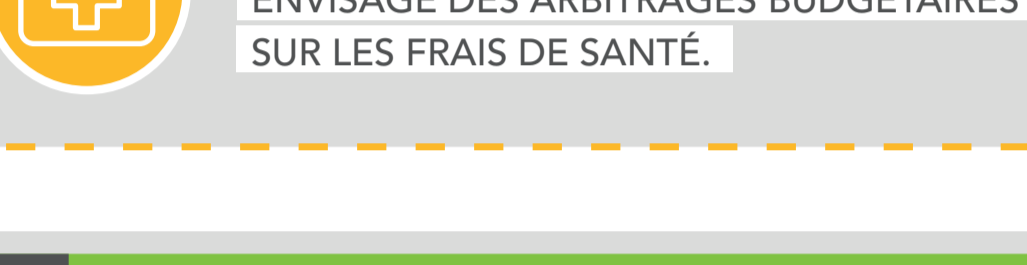 ENVISAGE DES ARBITRAGES BUDGÉTAIRES
SUR LES FRAIS DE SANTÉ.